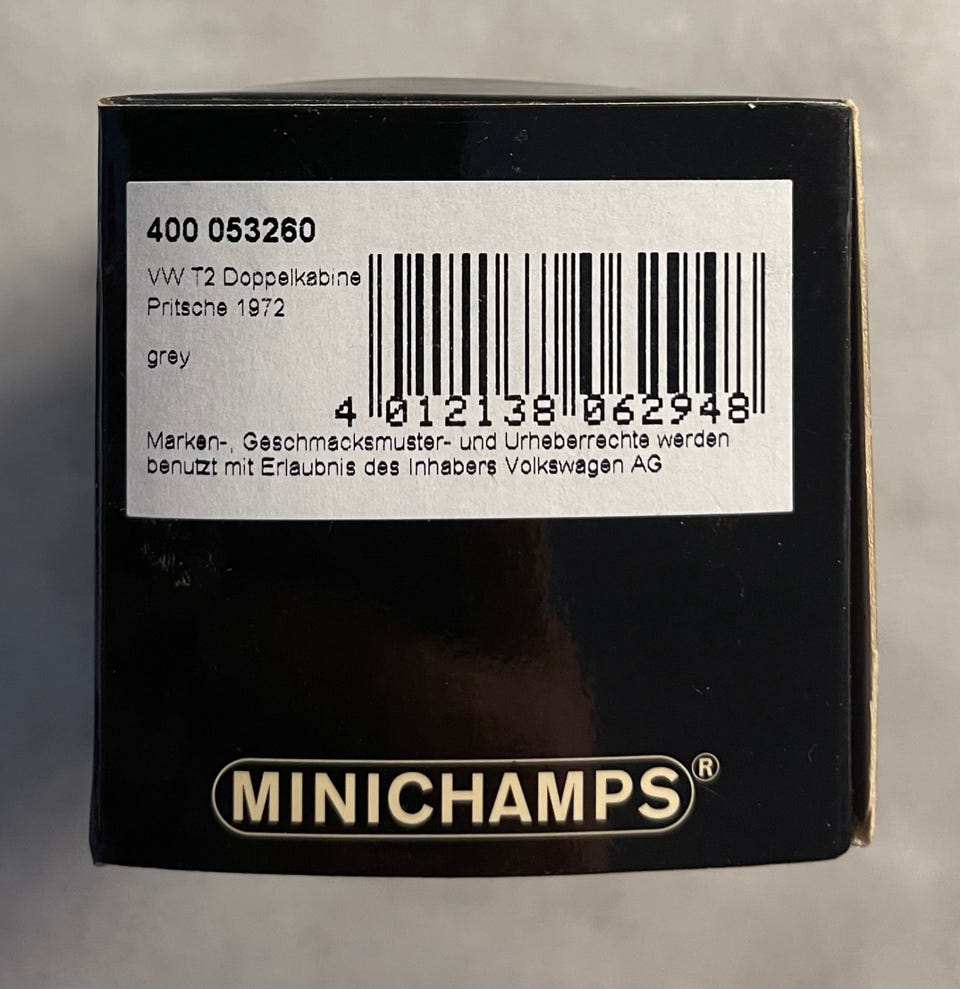 400 053260
VW T2 Doppelkabine
Pritsche 1972
grey
4 012138 062948
Marken-, Geschmacksmuster- und Urheberrechte werden
benutzt mit Erlaubnis des Inhabers Volkswagen AG
MINICHAMPS®